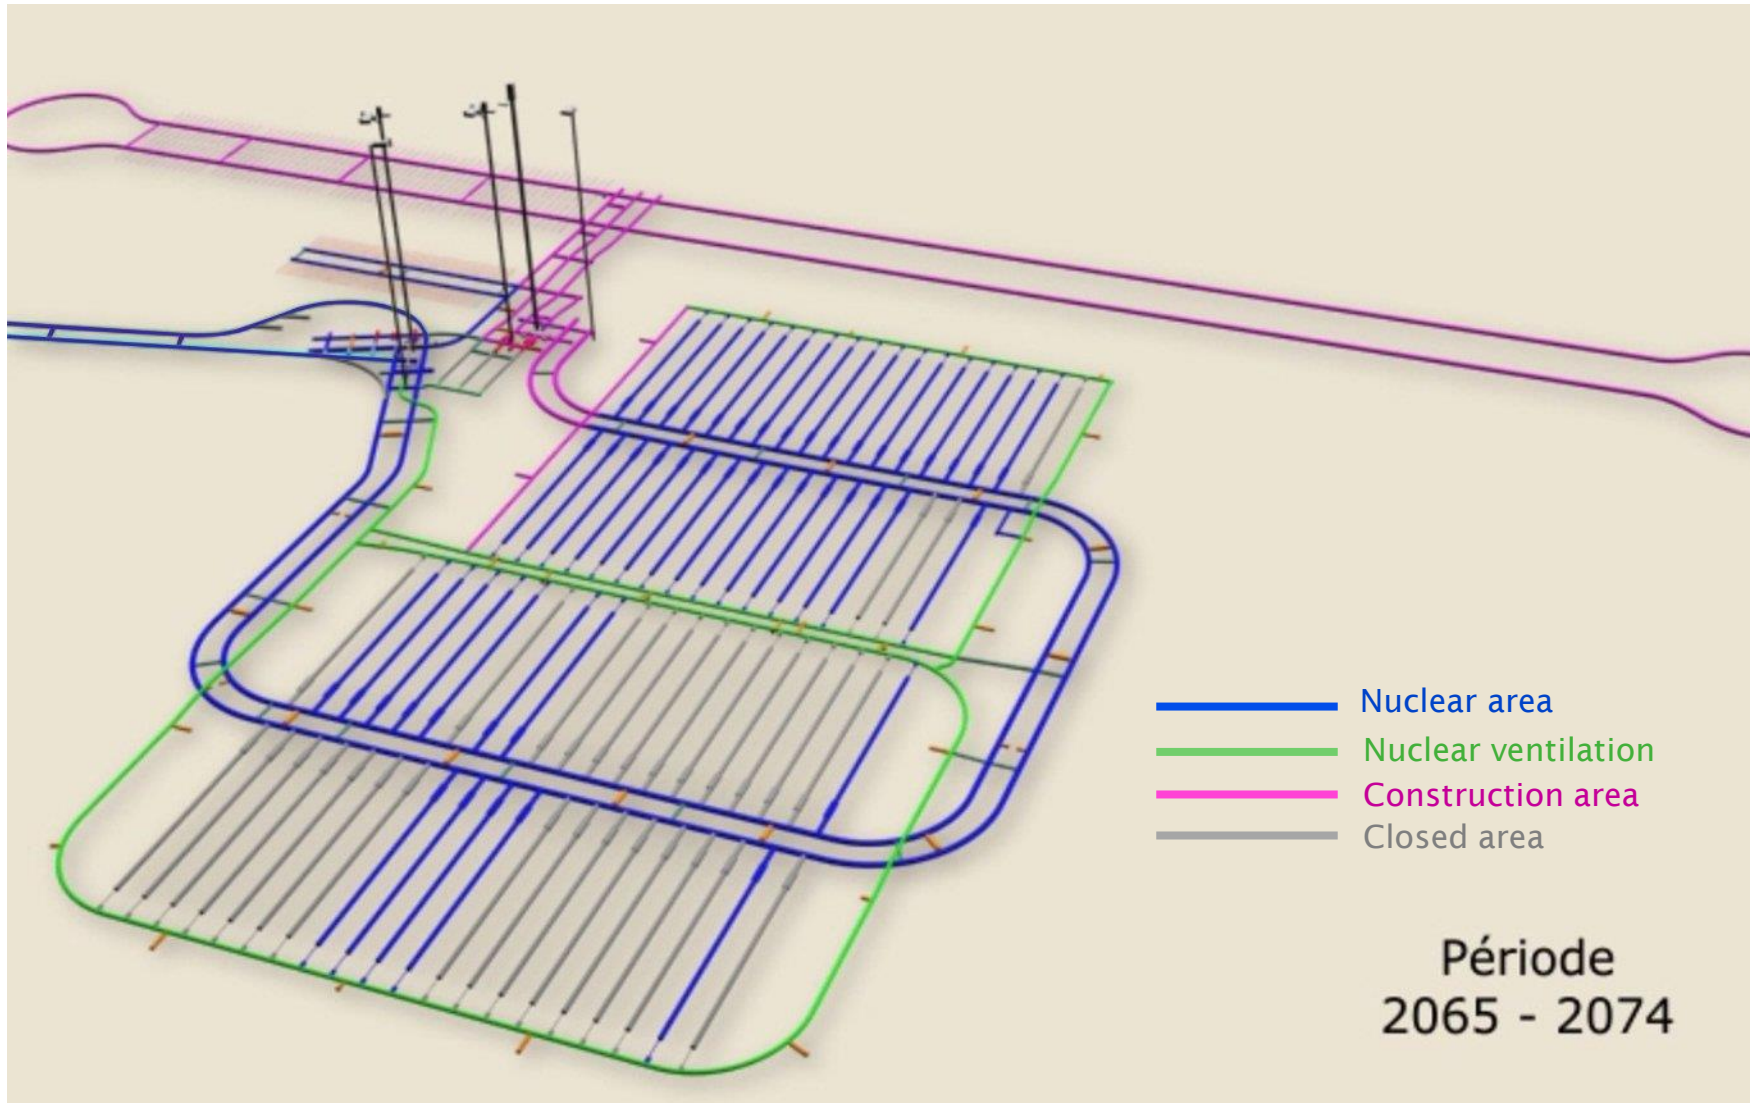 Nuclear area
Nuclear ventilation
Construction area
Closed area
Période
2065 - 2074